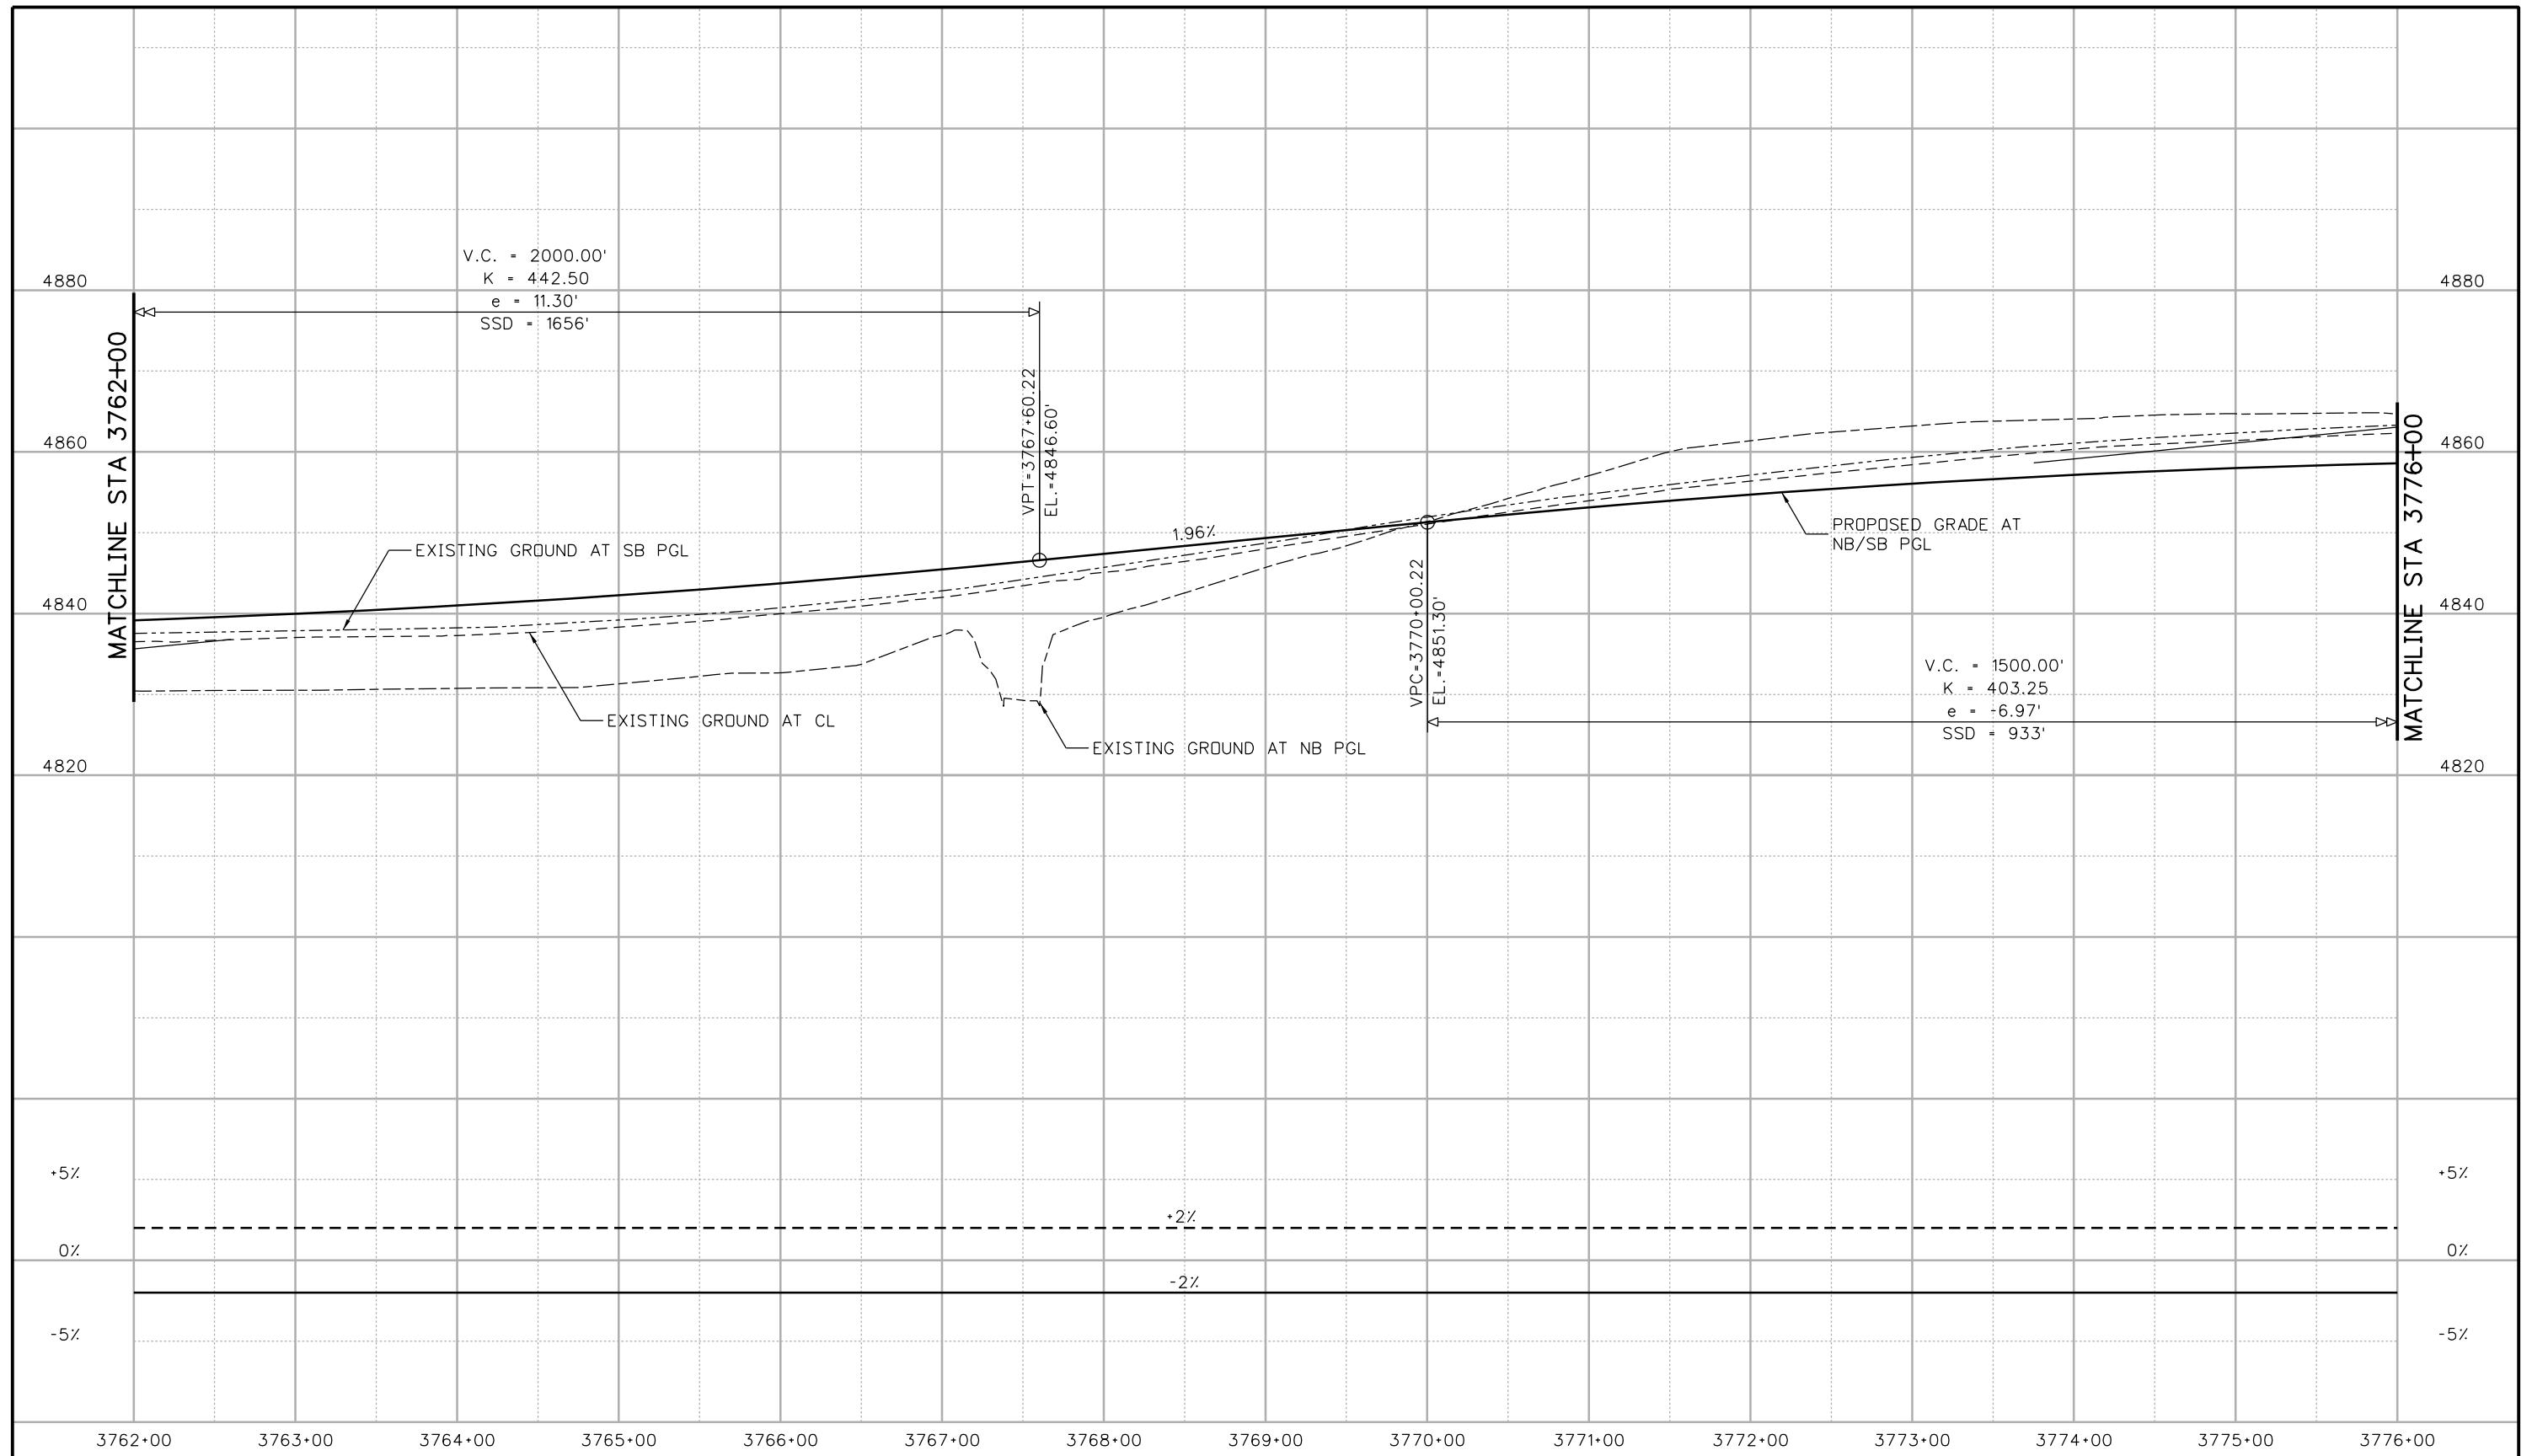 V.C. = 2000.00'
K = 442.50
e = 11.30'
SSD = 1656'
4880
4880
MATCHLINE STA 3762+00
VPT=3767+60.22
EL.=4846.60'
4860
4860
MATCHLINE STA 3776+00
1.96%
PROPOSED GRADE AT
NB/SB PGL
EXISTING GROUND AT SB PGL
4840
4840
VPC=3770+00.22
EL.=4851.30'
V.C. = 1500.00'
K = 403.25
e = -6.97'
SSD = 933'
EXISTING GROUND AT CL
EXISTING GROUND AT NB PGL
4820
4820
+5%
+5%
+2%
0%
0%
-2%
-5%
-5%
3762+00 3763+00 3764+00 3765+00 3766+00 3767+00 3768+00 3769+00 3770+00 3771+00 3772+00 3773+00 3774+00 3775+00 3776+00